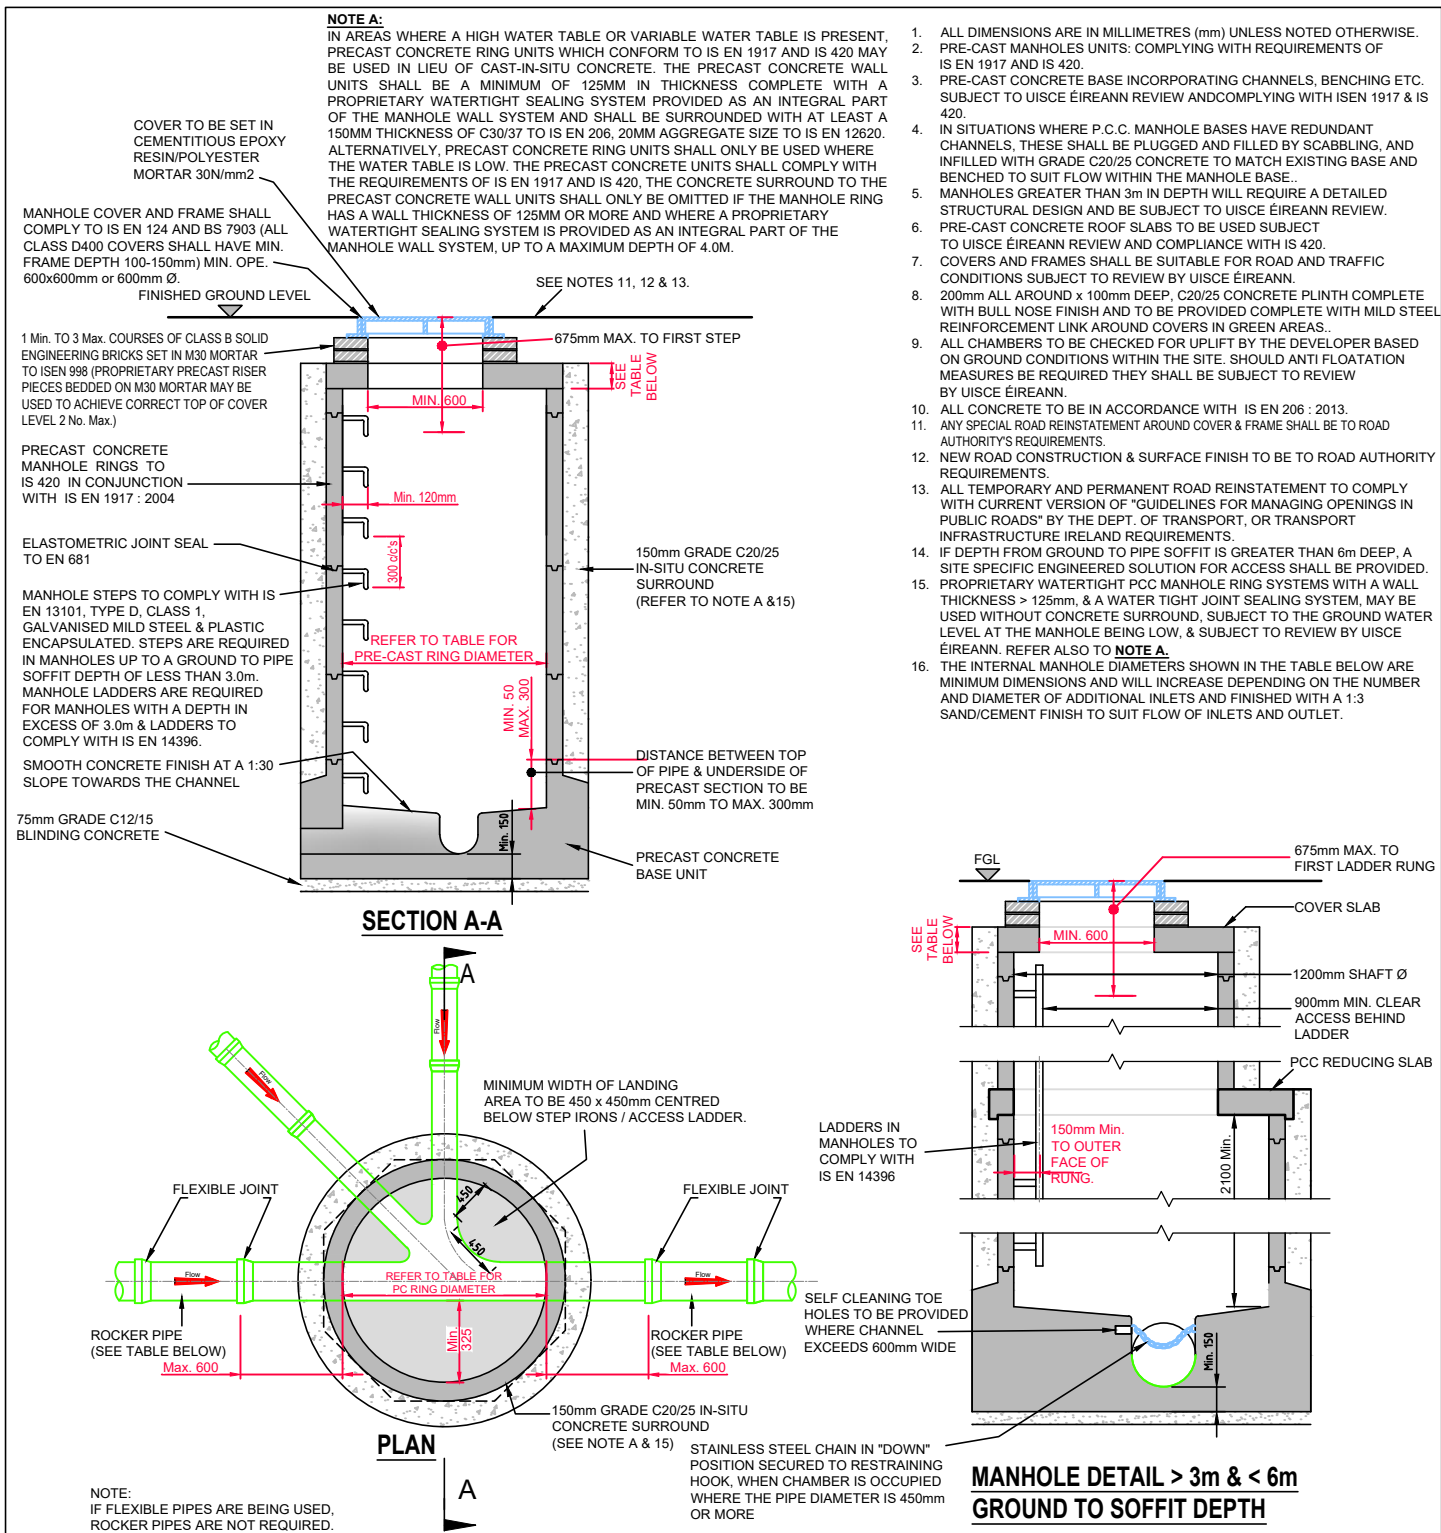 NOTE A:
IN AREAS WHERE A HIGH WATER TABLE OR VARIABLE WATER TABLE IS PRESENT,
PRECAST CONCRETE RING UNITS WHICH CONFORM TO IS EN 1917 AND IS 420 MAY
BE USED IN LIEU OF CAST-IN-SITU CONCRETE. THE PRECAST CONCRETE WALL
UNITS SHALL BE A MINIMUM OF 125MM IN THICKNESS COMPLETE WITH A
PROPRIETARY WATERTIGHT SEALING SYSTEM PROVIDED AS AN INTEGRAL PART
OF THE MANHOLE WALL SYSTEM AND SHALL BE SURROUNDED WITH AT LEAST A
150MM THICKNESS OF C30/37 TO IS EN 206, 20MM AGGREGATE SIZE TO IS EN 12620.
ALTERNATIVELY, PRECAST CONCRETE RING UNITS SHALL ONLY BE USED WHERE
THE WATER TABLE IS LOW. THE PRECAST CONCRETE UNITS SHALL COMPLY WITH
THE REQUIREMENTS OF IS EN 1917 AND IS 420, THE CONCRETE SURROUND TO THE
PRECAST CONCRETE WALL UNITS SHALL ONLY BE OMITTED IF THE MANHOLE RING
HAS A WALL THICKNESS OF 125MM OR MORE AND WHERE A PROPRIETARY
WATERTIGHT SEALING SYSTEM IS PROVIDED AS AN INTEGRAL PART OF THE
MANHOLE WALL SYSTEM, UP TO A MAXIMUM DEPTH OF 4.0M.
1. ALL DIMENSIONS ARE IN MILLIMETRES (mm) UNLESS NOTED OTHERWISE.
2. PRE-CAST MANHOLES UNITS: COMPLYING WITH REQUIREMENTS OF
IS EN 1917 AND IS 420.
3. PRE-CAST CONCRETE BASE INCORPORATING CHANNELS, BENCHING ETC.
SUBJECT TO UISCE ÉIREANN REVIEW ANDCOMPLYING WITH ISEN 1917 & IS
420.
4. IN SITUATIONS WHERE P.C.C. MANHOLE BASES HAVE REDUNDANT
CHANNELS, THESE SHALL BE PLUGGED AND FILLED BY SCABBLING, AND
INFILLED WITH GRADE C20/25 CONCRETE TO MATCH EXISTING BASE AND
BENCHED TO SUIT FLOW WITHIN THE MANHOLE BASE..
5. MANHOLES GREATER THAN 3m IN DEPTH WILL REQUIRE A DETAILED
STRUCTURAL DESIGN AND BE SUBJECT TO UISCE ÉIREANN REVIEW.
6. PRE-CAST CONCRETE ROOF SLABS TO BE USED SUBJECT
TO UISCE ÉIREANN REVIEW AND COMPLIANCE WITH IS 420.
7. COVERS AND FRAMES SHALL BE SUITABLE FOR ROAD AND TRAFFIC
CONDITIONS SUBJECT TO REVIEW BY UISCE ÉIREANN.
8. 200mm ALL AROUND x 100mm DEEP, C20/25 CONCRETE PLINTH COMPLETE
WITH BULL NOSE FINISH AND TO BE PROVIDED COMPLETE WITH MILD STEEL
REINFORCEMENT LINK AROUND COVERS IN GREEN AREAS..
9. ALL CHAMBERS TO BE CHECKED FOR UPLIFT BY THE DEVELOPER BASED
ON GROUND CONDITIONS WITHIN THE SITE. SHOULD ANTI FLOATATION
MEASURES BE REQUIRED THEY SHALL BE SUBJECT TO REVIEW
BY UISCE ÉIREANN.
10. ALL CONCRETE TO BE IN ACCORDANCE WITH IS EN 206 : 2013.
11. ANY SPECIAL ROAD REINSTATEMENT AROUND COVER & FRAME SHALL BE TO ROAD
AUTHORITY'S REQUIREMENTS.
12. NEW ROAD CONSTRUCTION & SURFACE FINISH TO BE TO ROAD AUTHORITY
REQUIREMENTS.
13. ALL TEMPORARY AND PERMANENT ROAD REINSTATEMENT TO COMPLY
WITH CURRENT VERSION OF "GUIDELINES FOR MANAGING OPENINGS IN
PUBLIC ROADS" BY THE DEPT. OF TRANSPORT, OR TRANSPORT
INFRASTRUCTURE IRELAND REQUIREMENTS.
14. IF DEPTH FROM GROUND TO PIPE SOFFIT IS GREATER THAN 6m DEEP, A
SITE SPECIFIC ENGINEERED SOLUTION FOR ACCESS SHALL BE PROVIDED.
15. PROPRIETARY WATERTIGHT PCC MANHOLE RING SYSTEMS WITH A WALL
THICKNESS > 125mm, & A WATER TIGHT JOINT SEALING SYSTEM, MAY BE
USED WITHOUT CONCRETE SURROUND, SUBJECT TO THE GROUND WATER
LEVEL AT THE MANHOLE BEING LOW, & SUBJECT TO REVIEW BY UISCE
ÉIREANN. REFER ALSO TO NOTE A.
16. THE INTERNAL MANHOLE DIAMETERS SHOWN IN THE TABLE BELOW ARE
MINIMUM DIMENSIONS AND WILL INCREASE DEPENDING ON THE NUMBER
AND DIAMETER OF ADDITIONAL INLETS AND FINISHED WITH A 1:3
SAND/CEMENT FINISH TO SUIT FLOW OF INLETS AND OUTLET.
COVER TO BE SET IN
CEMENTITIOUS EPOXY
RESIN/POLYESTER
MORTAR 30N/mm2
MANHOLE COVER AND FRAME SHALL
COMPLY TO IS EN 124 AND BS 7903 (ALL
CLASS D400 COVERS SHALL HAVE MIN.
FRAME DEPTH 100-150mm) MIN. OPE.
600x600mm or 600mm Ø.
FINISHED GROUND LEVEL
SEE NOTES 11, 12 & 13.
1 Min. TO 3 Max. COURSES OF CLASS B SOLID
ENGINEERING BRICKS SET IN M30 MORTAR
TO ISEN 998 (PROPRIETARY PRECAST RISER
PIECES BEDDED ON M30 MORTAR MAY BE
USED TO ACHIEVE CORRECT TOP OF COVER
LEVEL 2 No. Max.)
675mm MAX. TO FIRST STEP
SEE
TABLE
BELOW
MIN. 600
PRECAST CONCRETE
MANHOLE RINGS TO
IS 420 IN CONJUNCTION
WITH IS EN 1917 : 2004
Min. 120mm
ELASTOMETRIC JOINT SEAL
TO EN 681
300 c/c's
150mm GRADE C20/25
IN-SITU CONCRETE
SURROUND
(REFER TO NOTE A &15)
MANHOLE STEPS TO COMPLY WITH IS
EN 13101, TYPE D, CLASS 1,
GALVANISED MILD STEEL & PLASTIC
ENCAPSULATED. STEPS ARE REQUIRED
IN MANHOLES UP TO A GROUND TO PIPE
SOFFIT DEPTH OF LESS THAN 3.0m.
MANHOLE LADDERS ARE REQUIRED
FOR MANHOLES WITH A DEPTH IN
EXCESS OF 3.0m & LADDERS TO
COMPLY WITH IS EN 14396.
REFER TO TABLE FOR
PRE-CAST RING DIAMETER
MIN. 50
MAX. 300
SMOOTH CONCRETE FINISH AT A 1:30
SLOPE TOWARDS THE CHANNEL
DISTANCE BETWEEN TOP
OF PIPE & UNDERSIDE OF
PRECAST SECTION TO BE
MIN. 50mm TO MAX. 300mm
75mm GRADE C12/15
BLINDING CONCRETE
Min. 150
PRECAST CONCRETE
BASE UNIT
SECTION A-A
A
Flow
Flow
MINIMUM WIDTH OF LANDING
AREA TO BE 450 x 450mm CENTRED
BELOW STEP IRONS / ACCESS LADDER.
450
450
FLEXIBLE JOINT
FLEXIBLE JOINT
Flow
REFER TO TABLE FOR
PC RING DIAMETER
Flow
ROCKER PIPE
(SEE TABLE BELOW)
Max. 600
Min.
325
ROCKER PIPE
(SEE TABLE BELOW)
Max. 600
150mm GRADE C20/25 IN-SITU
CONCRETE SURROUND
(SEE NOTE A & 15)
PLAN
A
NOTE:
IF FLEXIBLE PIPES ARE BEING USED,
ROCKER PIPES ARE NOT REQUIRED.
FGL
675mm MAX. TO
FIRST LADDER RUNG
COVER SLAB
SEE
TABLE
BELOW
MIN. 600
1200mm SHAFT Ø
900mm MIN. CLEAR
ACCESS BEHIND
LADDER
PCC REDUCING SLAB
LADDERS IN
MANHOLES TO
COMPLY WITH
IS EN 14396
150mm Min.
TO OUTER
FACE OF
RUNG.
2100 Min.
SELF CLEANING TOE
HOLES TO BE PROVIDED
WHERE CHANNEL
EXCEEDS 600mm WIDE
Min. 150
STAINLESS STEEL CHAIN IN "DOWN"
POSITION SECURED TO RESTRAINING
HOOK, WHEN CHAMBER IS OCCUPIED
WHERE THE PIPE DIAMETER IS 450mm
OR MORE
MANHOLE DETAIL > 3m & < 6m
GROUND TO SOFFIT DEPTH